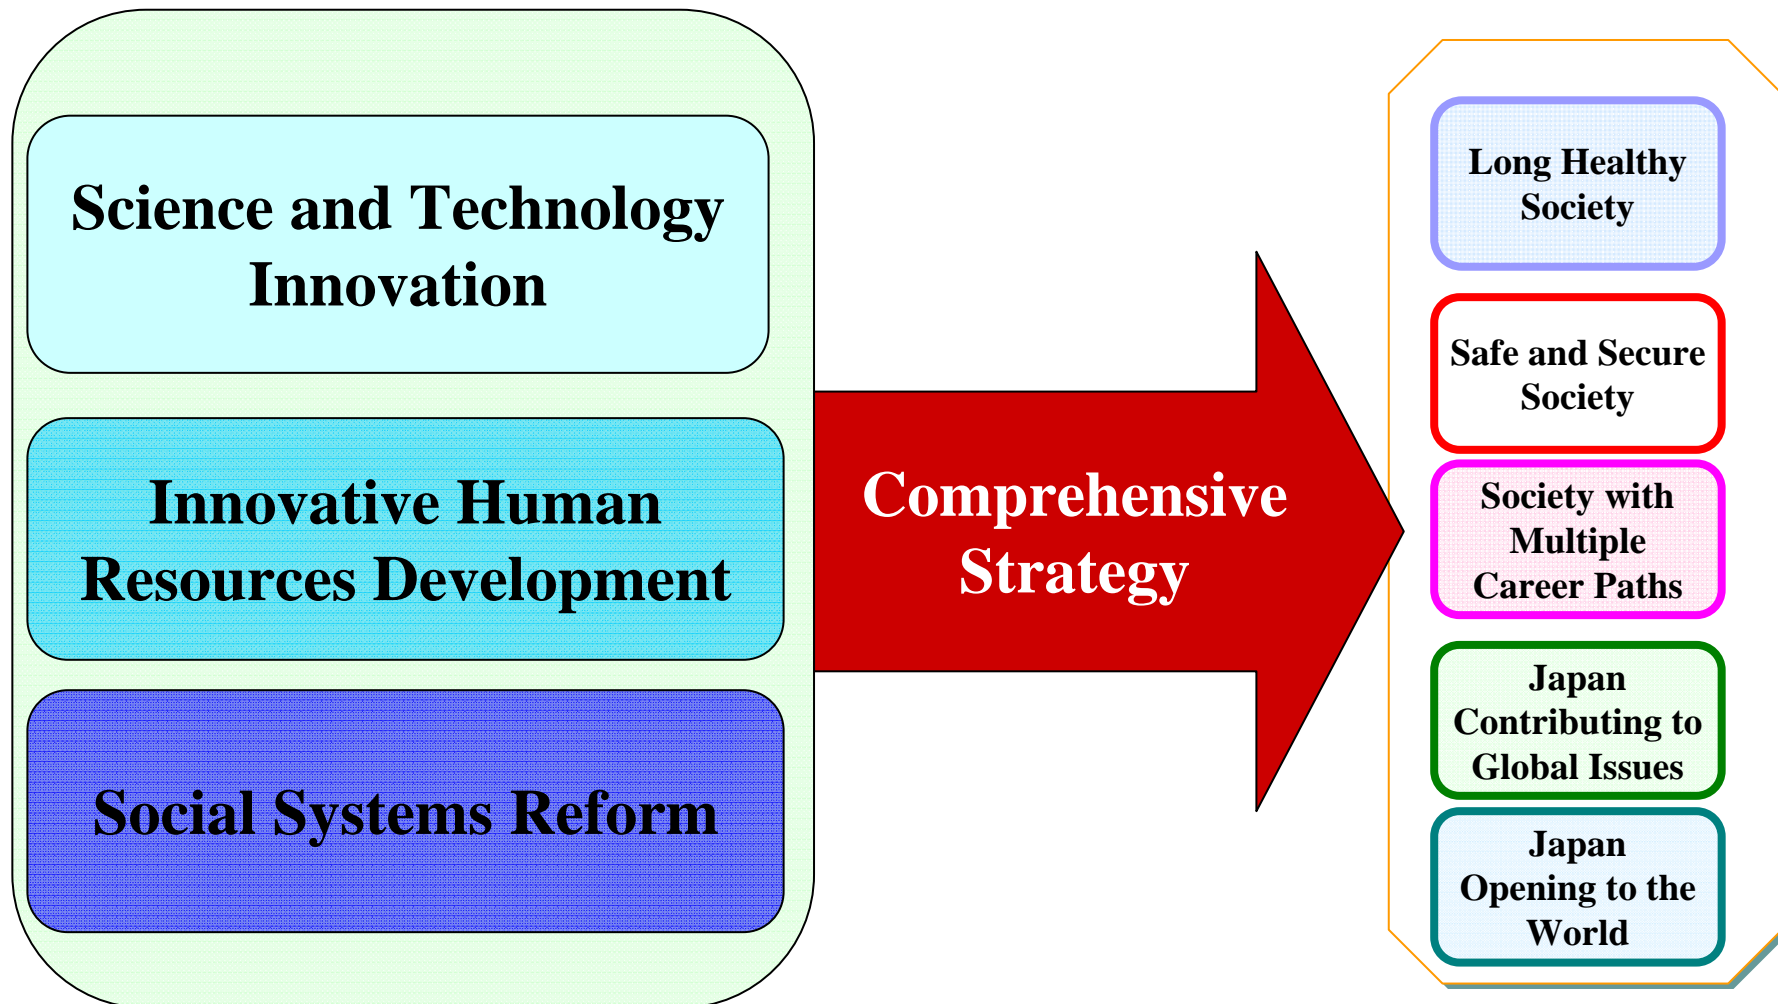 Science and Technology
Innovation
Innovative Human
Resources Development
Social Systems Reform
Comprehensive
Strategy
Long Healthy
Society
Safe and Secure
Society
Society with
Multiple
Career Paths
Japan
Contributing to
Global Issues
Japan
Opening to the
World